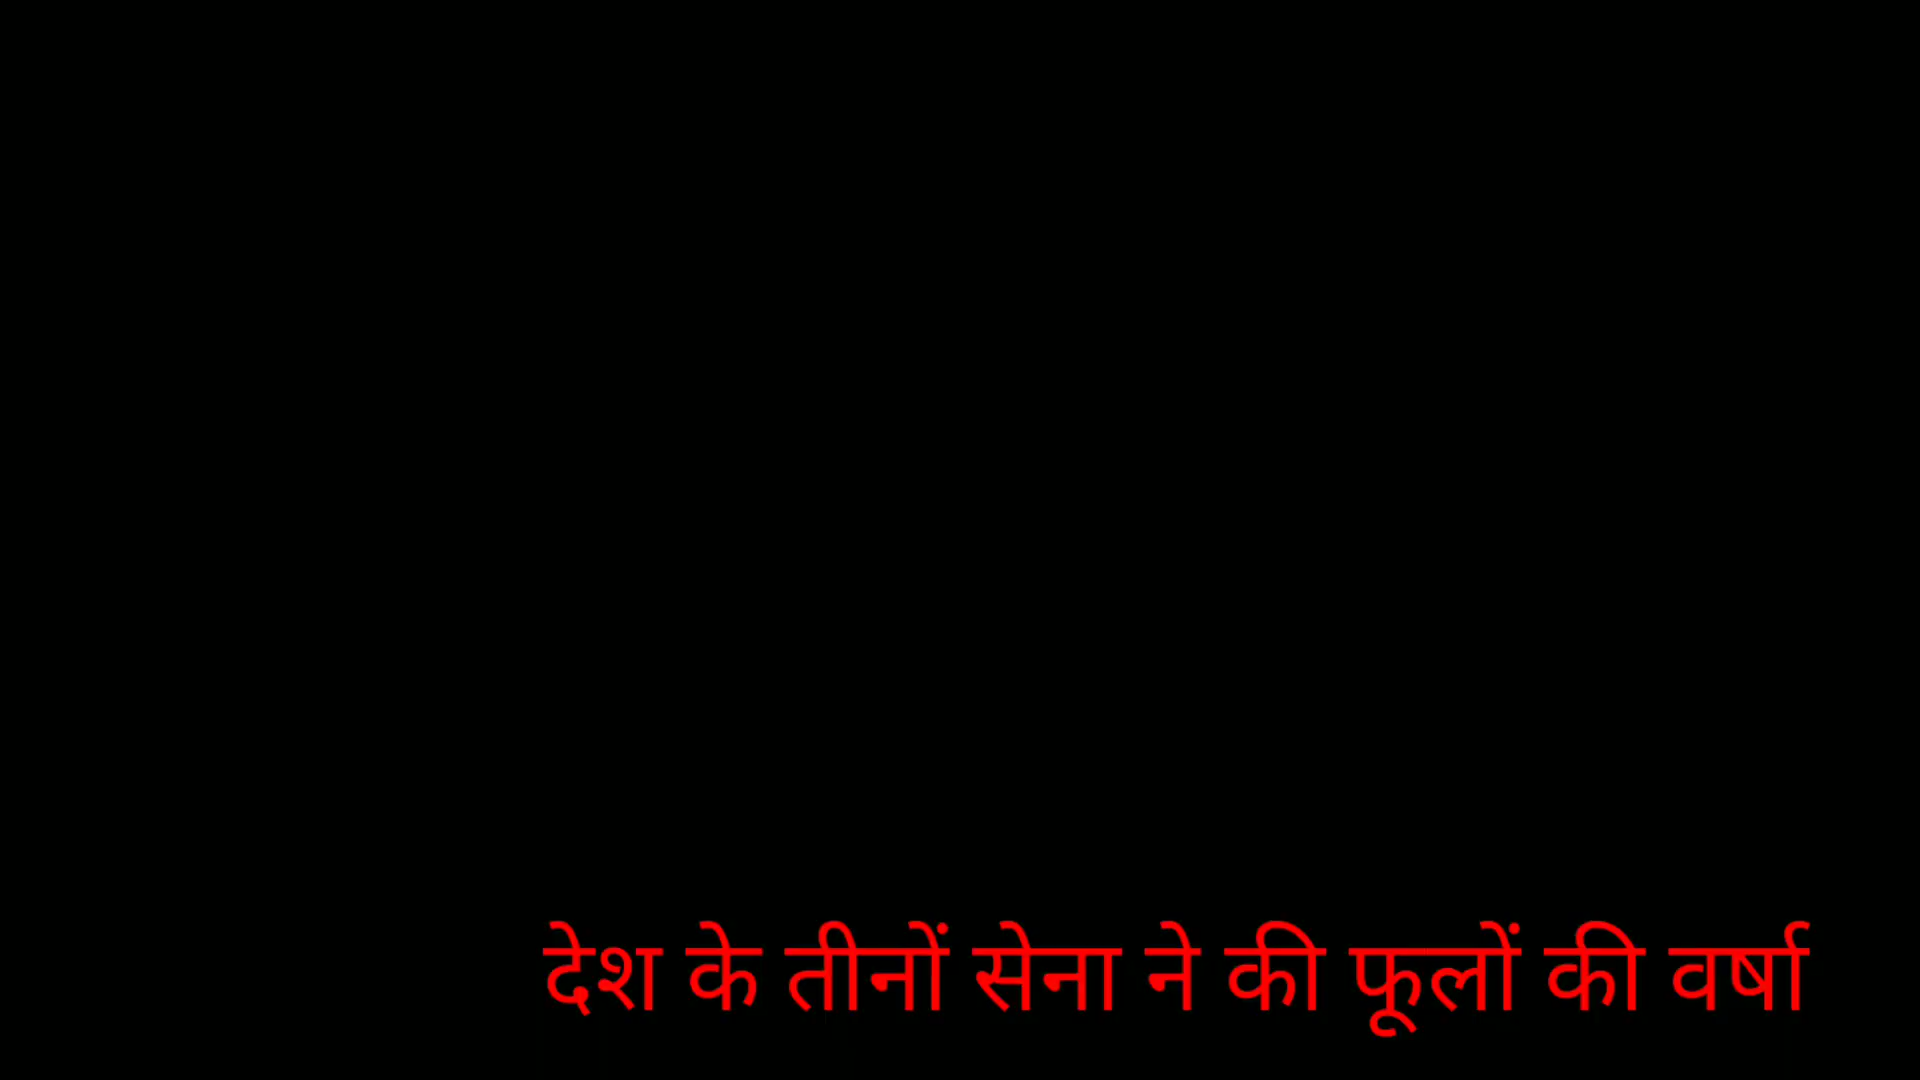 देश के तीनों सेना ने की फूलों की वर्षा